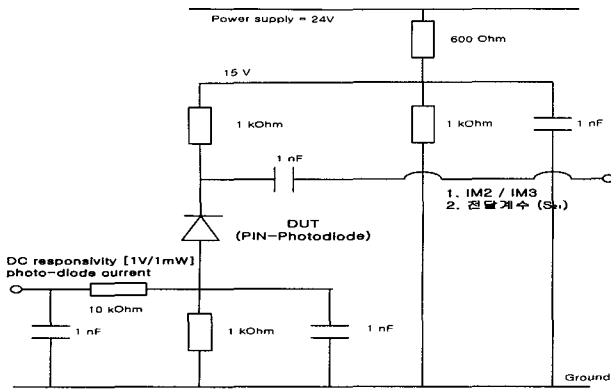 Power supply = 24V
600 Ohm
15 V
1 kOhm
1 kOhm
1 nF
1 nF
1. IM2 / IM3
2. 전달계수 (S₂₁)
DUT
(PIN-Photodiode)
DC responsivity [1V/1mW]
photo-diode current
10 kOhm
1 nF
1 kOhm
1 nF
Ground